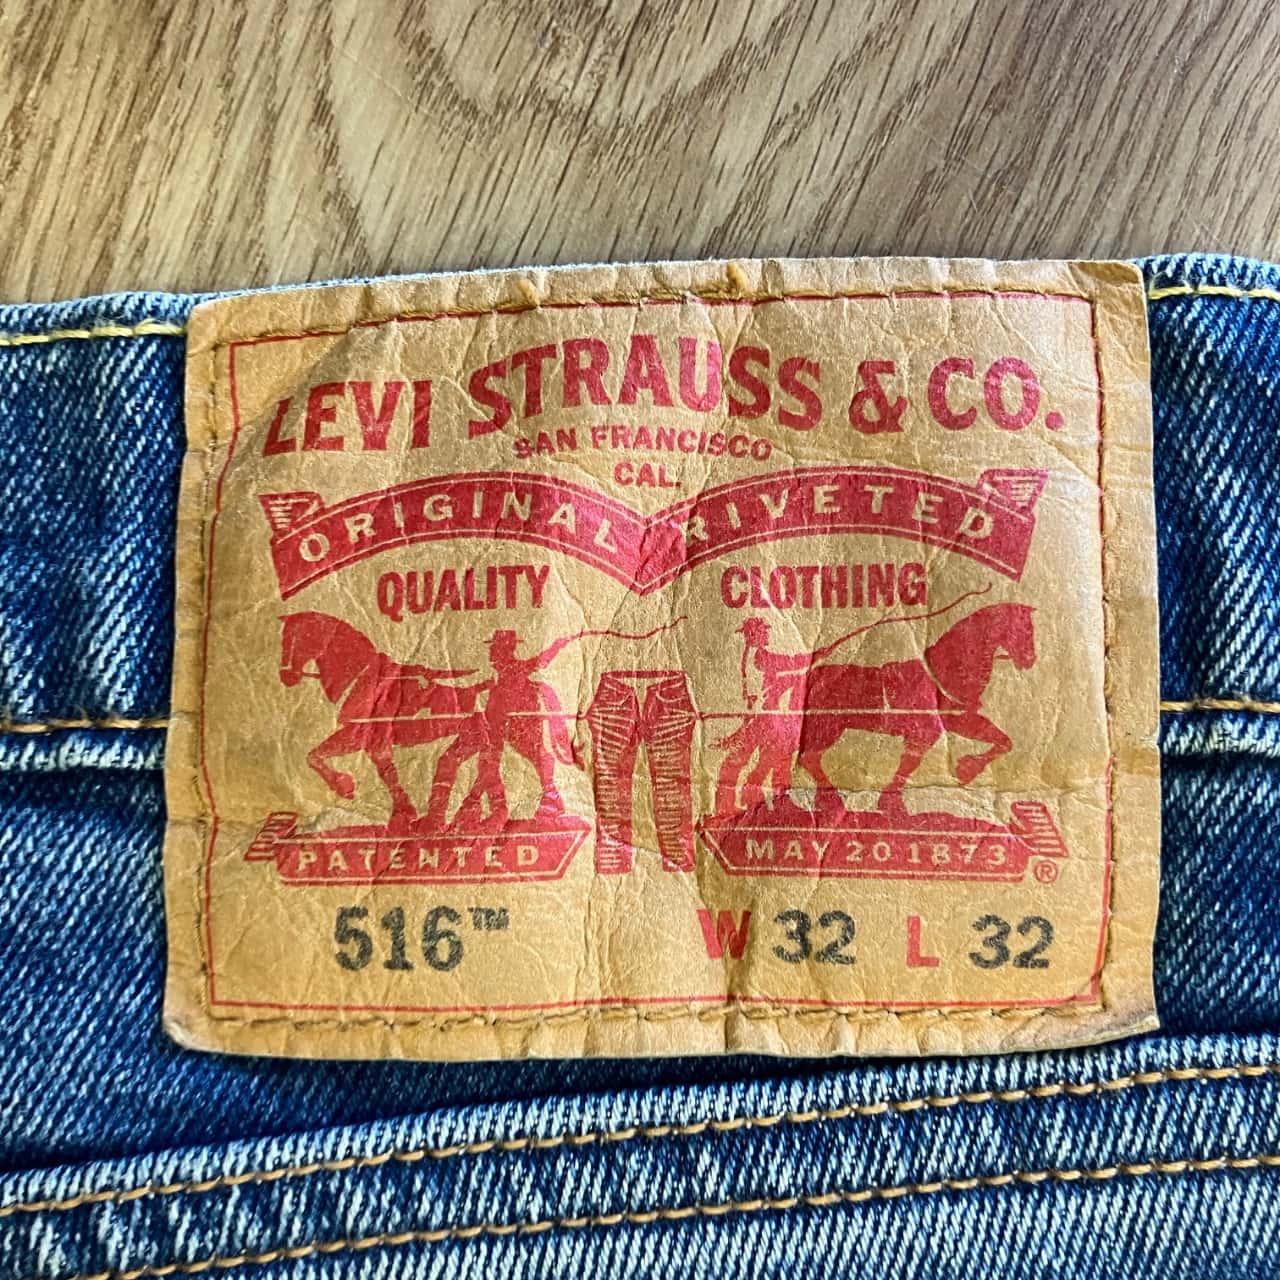 LEVI STRAUSS & CO.
SAN FRANCISCO
CAL.
ORIGINAL RIVETED
QUALITY CLOTHING
PATENTED MAY 20 1873 ®
516™ W 32 L 32